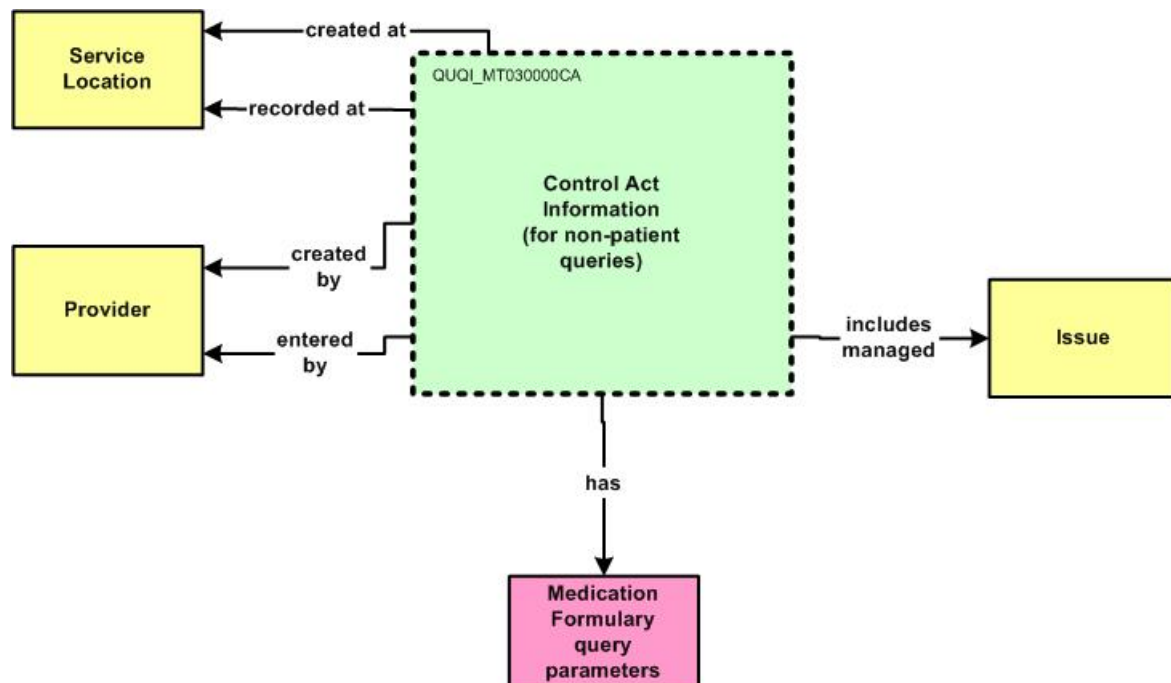 Service
Location
created at
recorded at
QUQI_MT030000CA
Control Act
Information
(for non-patient
queries)
Provider
created
by
entered
by
includes
managed
Issue
has
Medication
Formulary
query
parameters